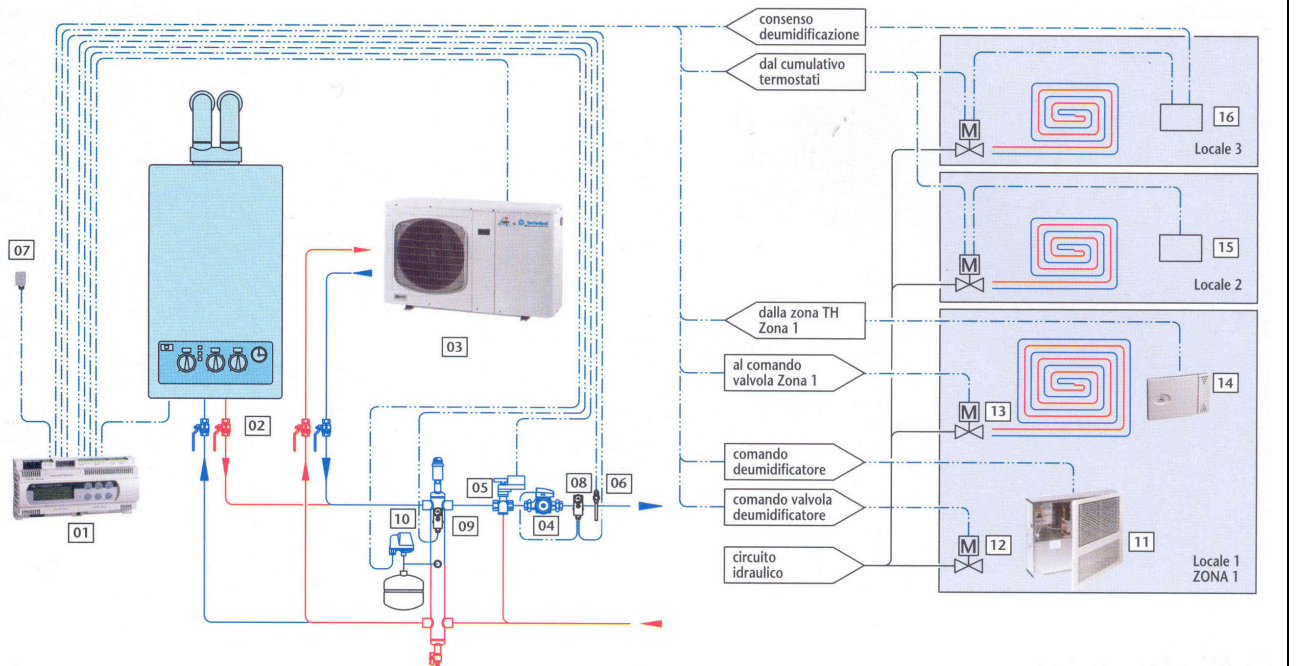 consenso
deumidificazione
dal cumulativo
termostati
16
Locale 3
07
15
Locale 2
03
dalla zona TH
Zona 1
al comando
valvola Zona 1
14
13
02
01
comando
deumidificatore
comando valvola
deumidificatore
05
08
06
04
10
09
12
11
circuito
idraulico
Locale 1
ZONA 1
M
M
M
M